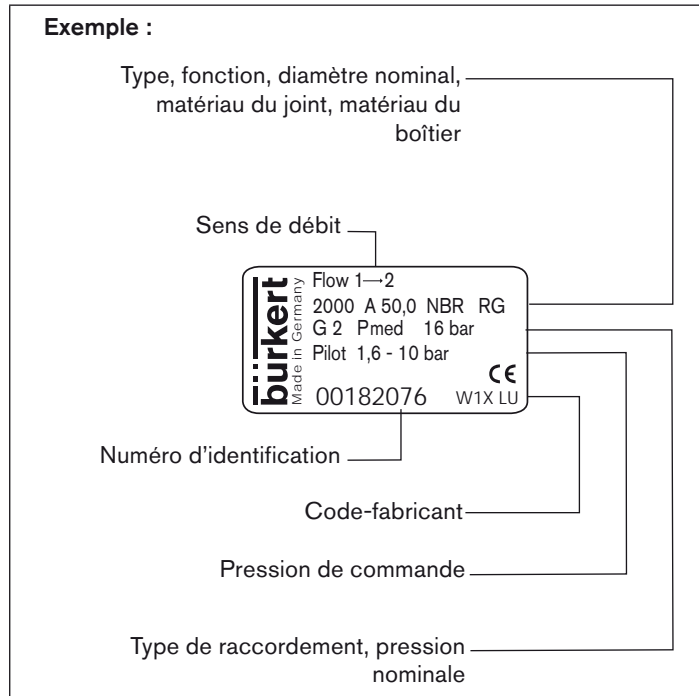 Exemple :
Type, fonction, diamètre nominal,
matériau du joint, matériau du
boîtier
Sens de débit
bürkert
Made in Germany
Flow 1→2
2000 A 50,0 NBR RG
G 2 Pmed 16 bar
Pilot 1,6 - 10 bar
CE
00182076 W1X LU
Numéro d'identification
Code-fabricant
Pression de commande
Type de raccordement, pression
nominale